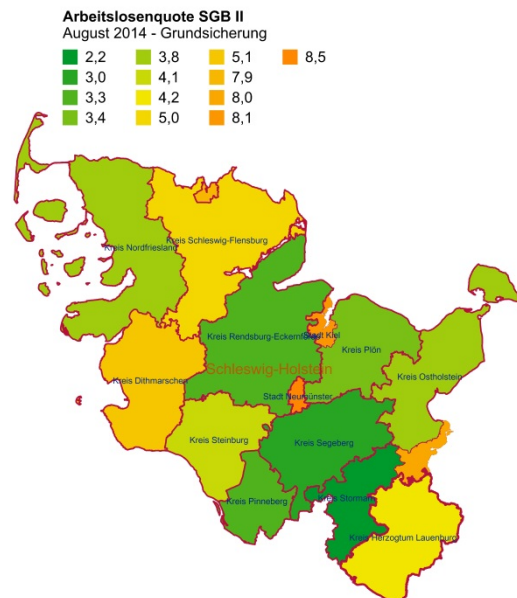 Arbeitslosenquote SGB II
August 2014 - Grundsicherung
2,2 3,8 5,1 8,5
3,0 4,1 7,9
3,3 4,2 8,0
3,4 5,0 8,1
Kreis Schleswig-Flensburg
Kreis Nordfriesland
Kreis Rendsburg-Eckernförde
Stadt Kiel
Kreis Plön
Schleswig-Holstein
Kreis Dithmarschen
Kreis Ostholstein
Stadt Neumünster
Kreis Steinburg
Kreis Segeberg
Kreis Pinneberg
Kreis Stormarn
Kreis Herzogtum Lauenburg